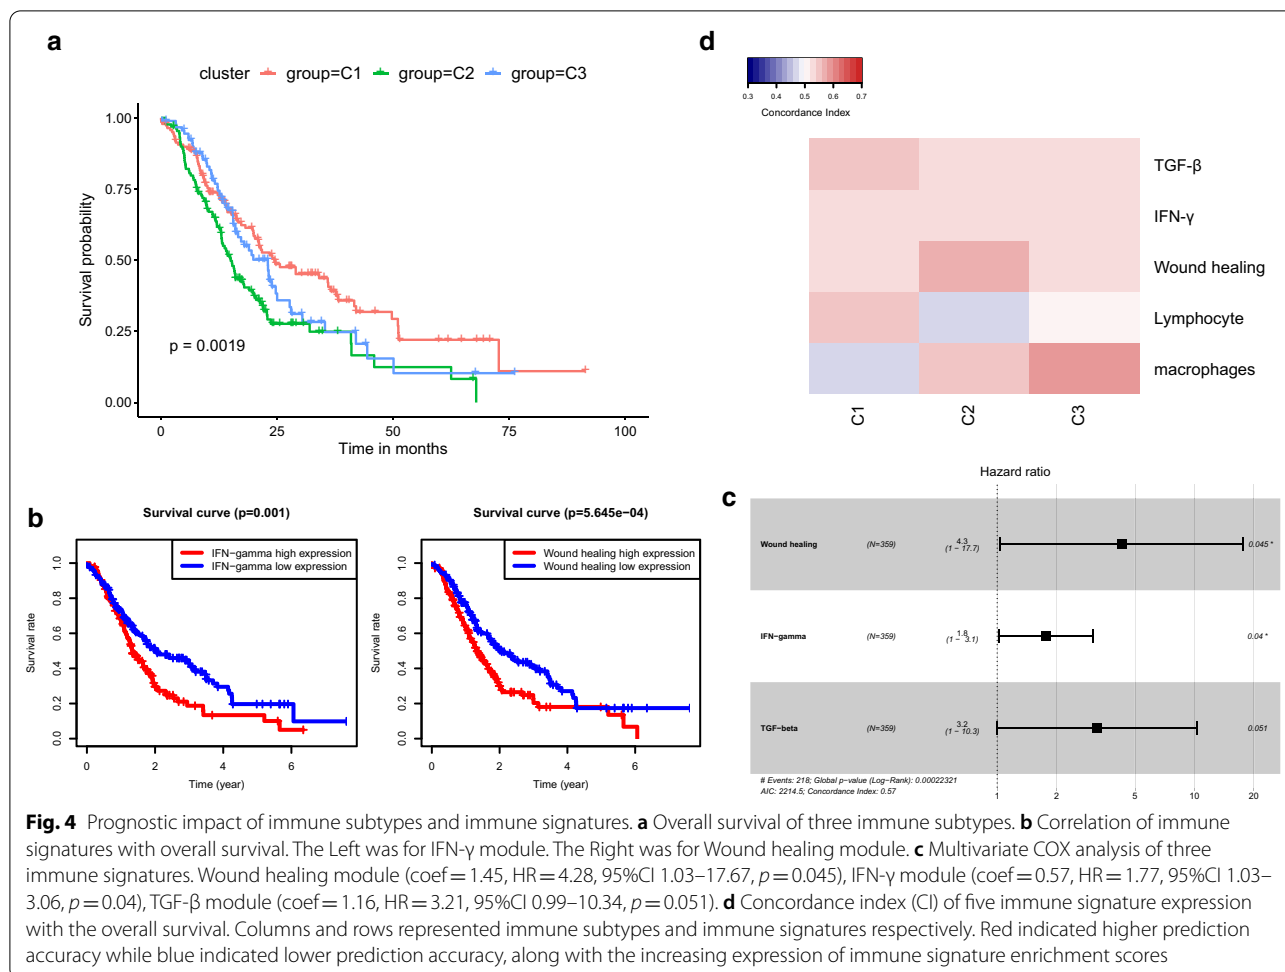 a
cluster group=C1 group=C2 group=C3
1.00
0.75
0.50
0.25
0.00
Survival probability
p = 0.0019
0 25 50 75 100
Time in months
d
0.3 0.4 0.5 0.6 0.7
Concordance Index
TGF-β
IFN-γ
Wound healing
Lymphocyte
macrophages
C1 C2 C3
b
Survival curve (p=0.001)
IFN−gamma high expression
IFN−gamma low expression
Survival rate
1.0
0.8
0.6
0.4
0.2
0.0
0 2 4 6
Time (year)
Survival curve (p=5.645e−04)
Wound healing high expression
Wound healing low expression
Survival rate
1.0
0.8
0.6
0.4
0.2
0.0
0 2 4 6
Time (year)
c
Hazard ratio
Wound healing (N=359) 4.3 0.045 *
(1 − 17.7)
IFN−gamma (N=359) 1.8 0.04 *
(1 − 3.1)
TGF−beta (N=359) 3.2 0.051
(1 − 10.3)
# Events: 218; Global p−value (Log−Rank): 0.00022321
AIC: 2214.5; Concordance Index: 0.57
1 2 5 10 20
Fig. 4 Prognostic impact of immune subtypes and immune signatures. a Overall survival of three immune subtypes. b Correlation of immune
signatures with overall survival. The Left was for IFN-γ module. The Right was for Wound healing module. c Multivariate COX analysis of three
immune signatures. Wound healing module (coef = 1.45, HR = 4.28, 95%CI 1.03–17.67, p = 0.045), IFN-γ module (coef = 0.57, HR = 1.77, 95%CI 1.03–
3.06, p = 0.04), TGF-β module (coef = 1.16, HR = 3.21, 95%CI 0.99–10.34, p = 0.051). d Concordance index (CI) of five immune signature expression
with the overall survival. Columns and rows represented immune subtypes and immune signatures respectively. Red indicated higher prediction
accuracy while blue indicated lower prediction accuracy, along with the increasing expression of immune signature enrichment scores